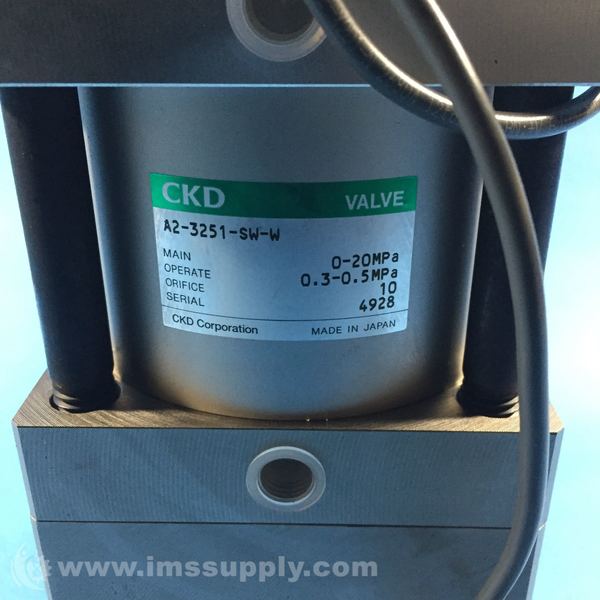 CKD VALVE
A2-3251-SW-W
MAIN 0-20MPa
OPERATE 0.3-0.5MPa
ORIFICE 10
SERIAL 4928
CKD Corporation MADE IN JAPAN
www.imssupply.com